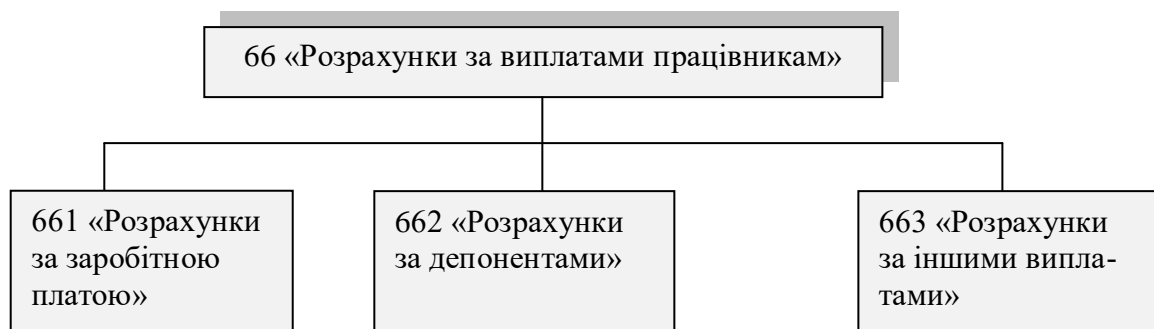 66 «Розрахунки за виплатами працівникам»
661 «Розрахунки
за заробітною
платою»
662 «Розрахунки
за депонентами»
663 «Розрахунки
за іншими випла-
тами»